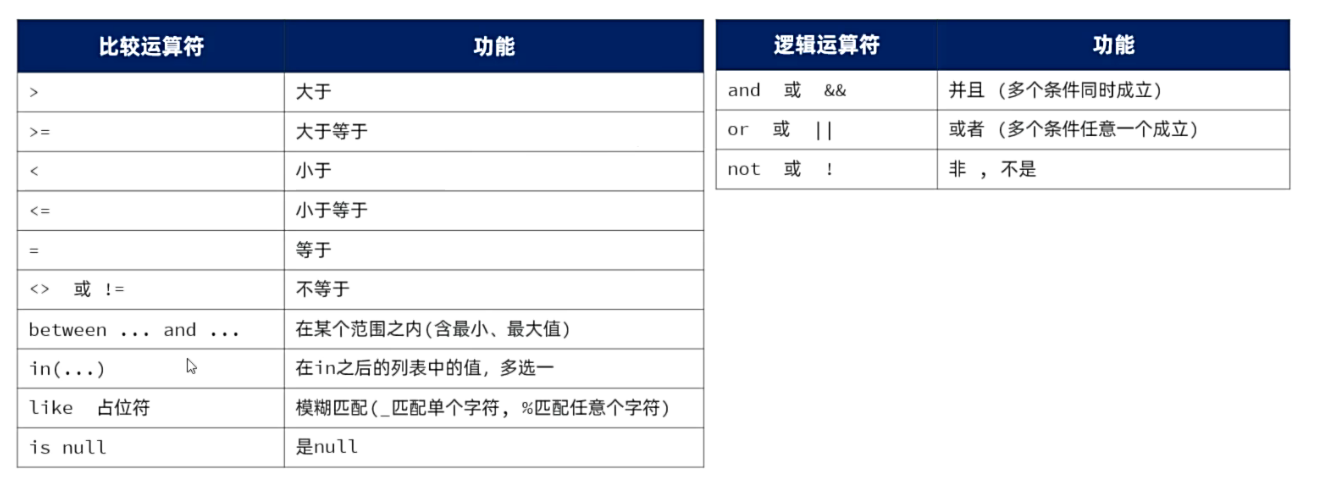 比较运算符 功能
> 大于
>= 大于等于
< 小于
<= 小于等于
= 等于
<> 或 != 不等于
between ... and ... 在某个范围之内(含最小、最大值)
in(...) 在in之后的列表中的值，多选一
like 占位符 模糊匹配(_匹配单个字符, %匹配任意个字符)
is null 是null
逻辑运算符 功能
and 或 && 并且 (多个条件同时成立)
or 或 || 或者 (多个条件任意一个成立)
not 或 ! 非 , 不是